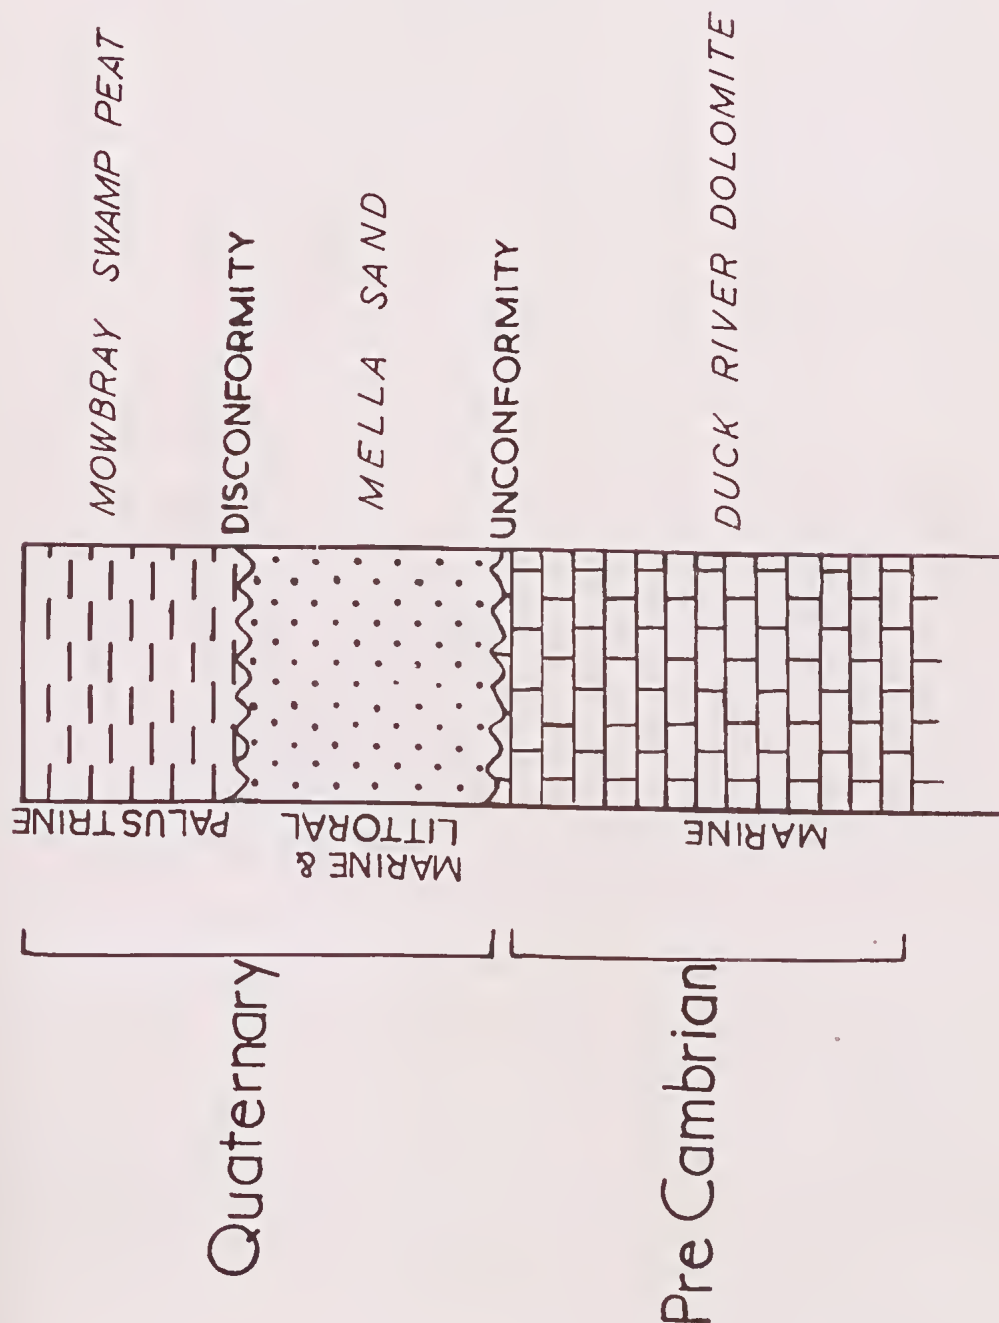 MOWBRAY SWAMP PEAT
DISCONFORMITY
MELLA SAND
UNCONFORMITY
DUCK RIVER DOLOMITE
PALUSTRINE
MARINE &
LITTORAL
MARINE
Quaternary
Pre Cambrian